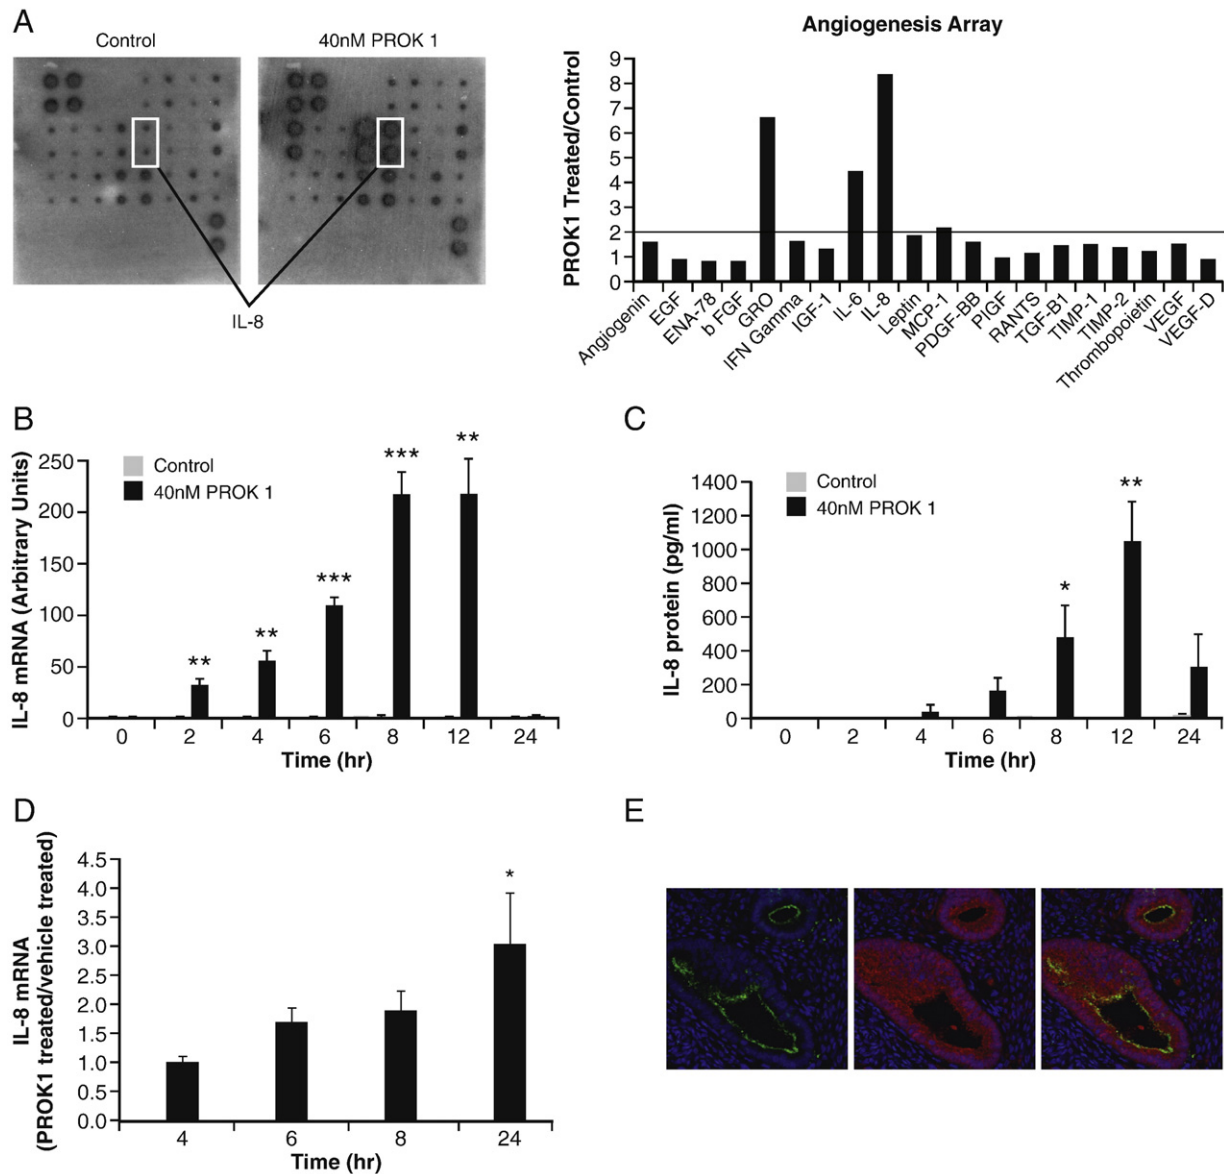 A
Control
40nM PROK 1
IL-8
Angiogenesis Array
PROK1 Treated/Control
9
8
7
6
5
4
3
2
1
0
Angiogenin
EGF
ENA-78
b FGF
GRO
IFN Gamma
IGF-1
IL-6
IL-8
Leptin
MCP-1
PDGF-BB
PIGF
RANTS
TGF-B1
TIMP-1
TIMP-2
Thrombopoietin
VEGF
VEGF-D
B
IL-8 mRNA (Arbitrary Units)
250
200
150
100
50
0
Control
40nM PROK 1
**
**
***
***
**
0 2 4 6 8 12 24
Time (hr)
C
IL-8 protein (pg/ml)
1400
1200
1000
800
600
400
200
0
Control
40nM PROK 1
*
**
0 2 4 6 8 12 24
Time (hr)
D
IL-8 mRNA
(PROK1 treated/vehicle treated)
4.5
4.0
3.5
3.0
2.5
2.0
1.5
1.0
0.5
0.0
*
4 6 8 24
Time (hr)
E